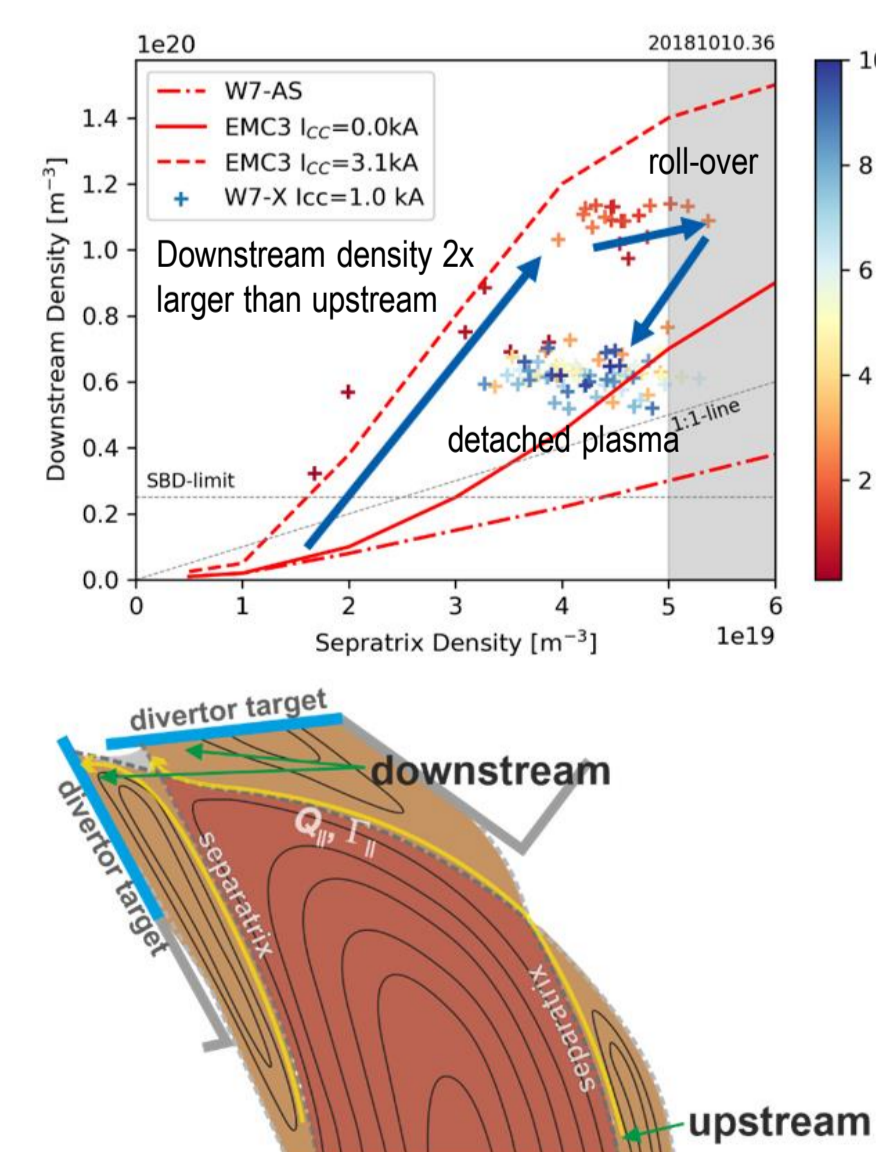 1e20
20181010.36
W7-AS
EMC3 I_CC=0.0kA
EMC3 I_CC=3.1kA
W7-X Icc=1.0 kA
roll-over
Downstream density 2x
larger than upstream
detached plasma
1:1-line
SBD-limit
Downstream Density [m⁻³]
1.4
1.2
1.0
0.8
0.6
0.4
0.2
0.0
0 1 2 3 4 5 6
Sepratrix Density [m⁻³]
1e19
10
8
6
4
2
divertor target
downstream
divertor target
separatrix
Q_||, Γ_||
separatrix
upstream